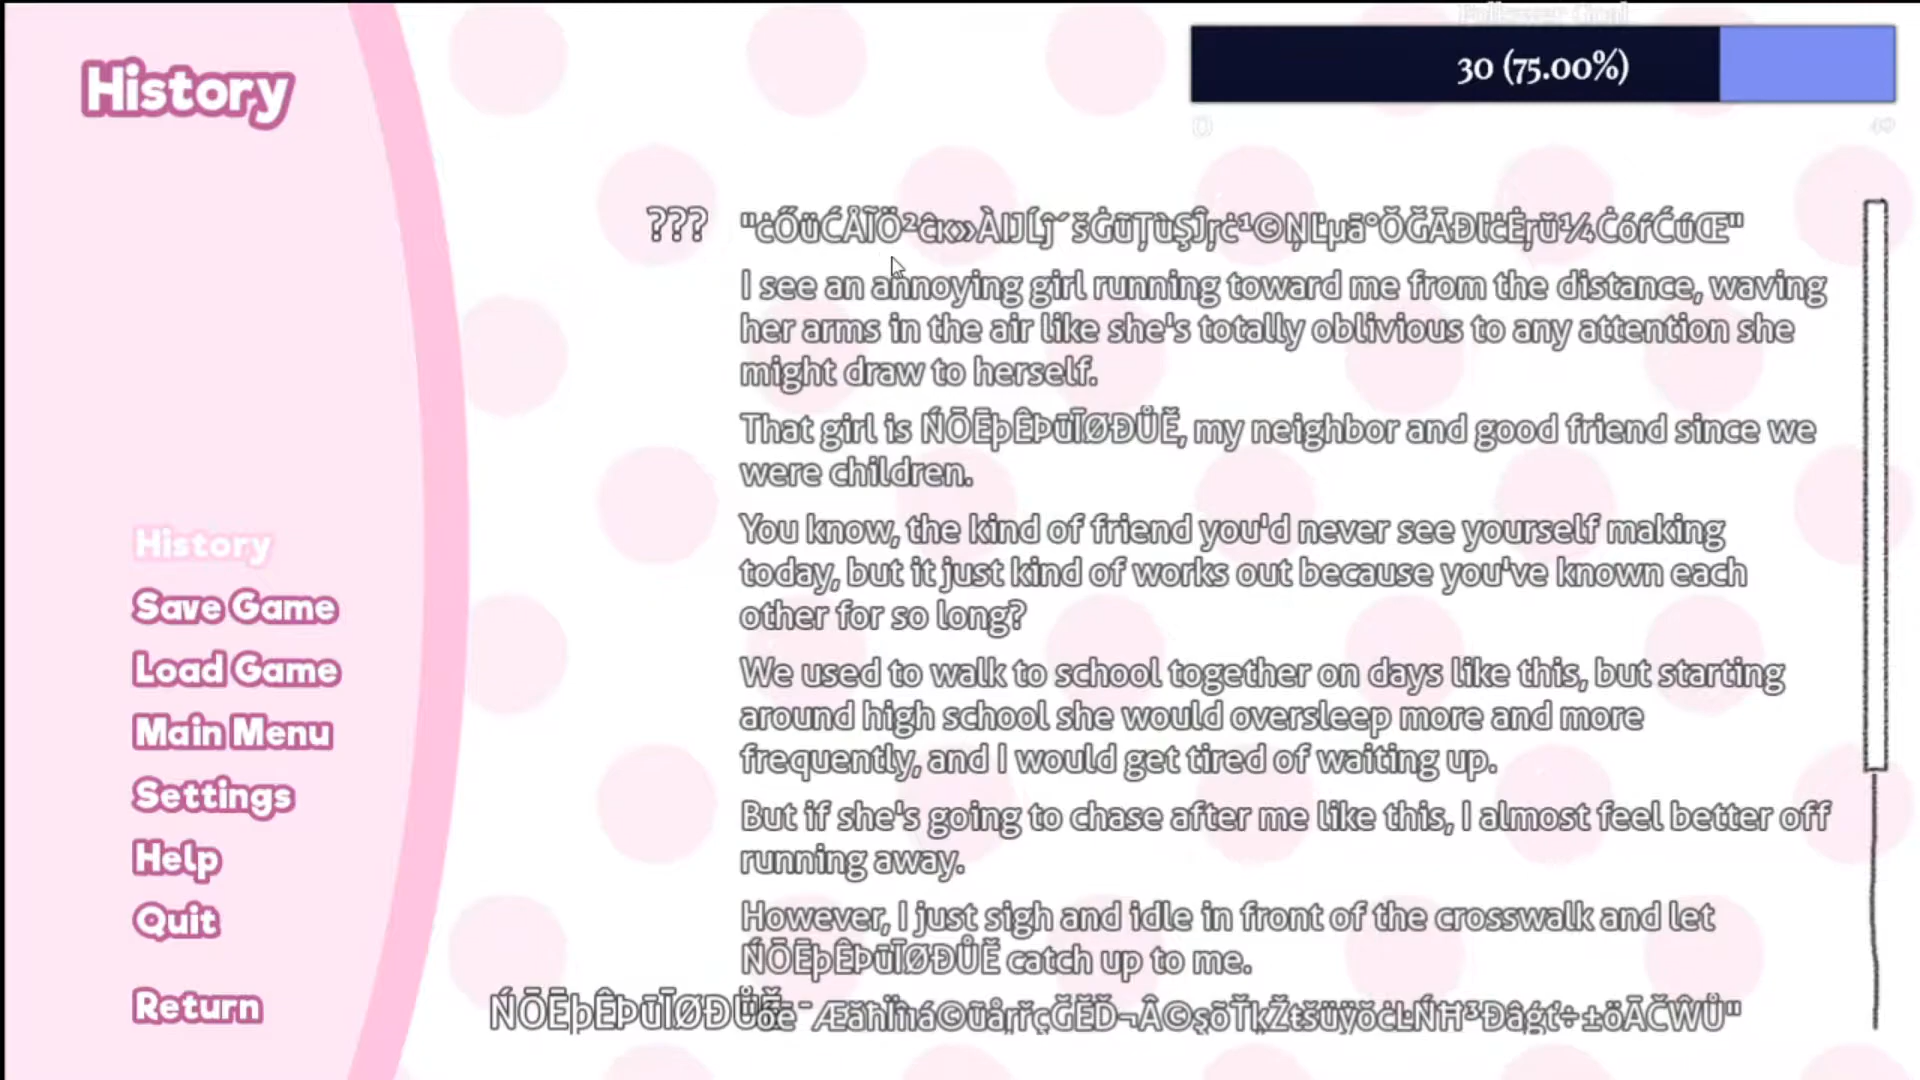 History
30 (75.00%)
0
40
???
I see an annoying girl running toward me from the distance, waving
her arms in the air like she's totally oblivious to any attention she
might draw to herself.
That girl is ŃŌĒþÊÞūÏØĐŮĔ, my neighbor and good friend since we
were children.
You know, the kind of friend you'd never see yourself making
today, but it just kind of works out because you've known each
other for so long?
We used to walk to school together on days like this, but starting
around high school she would oversleep more and more
frequently, and I would get tired of waiting up.
But if she's going to chase after me like this, I almost feel better off
running away.
However, I just sigh and idle in front of the crosswalk and let
ŃŌĒþÊÞūÏØĐŮĔ catch up to me.
History
Save Game
Load Game
Main Menu
Settings
Help
Quit
Return